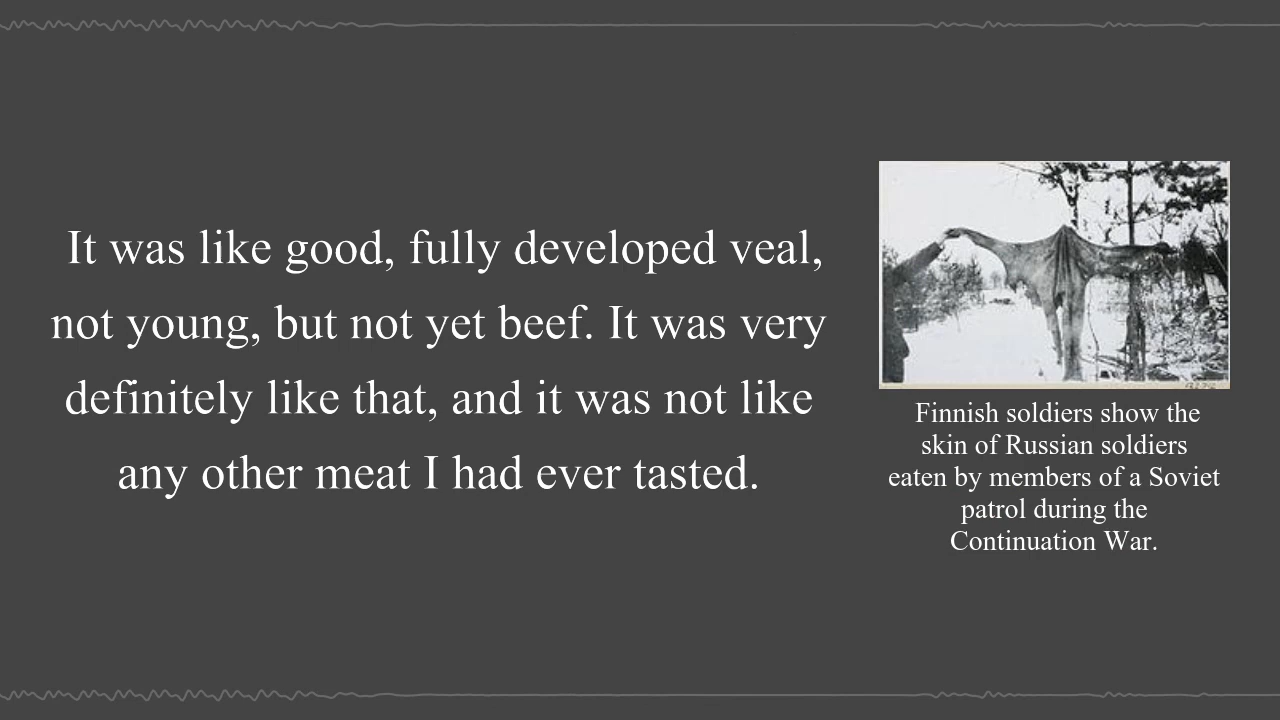 It was like good, fully developed veal,
not young, but not yet beef. It was very
definitely like that, and it was not like
any other meat I had ever tasted.
Finnish soldiers show the
skin of Russian soldiers
eaten by members of a Soviet
patrol during the
Continuation War.